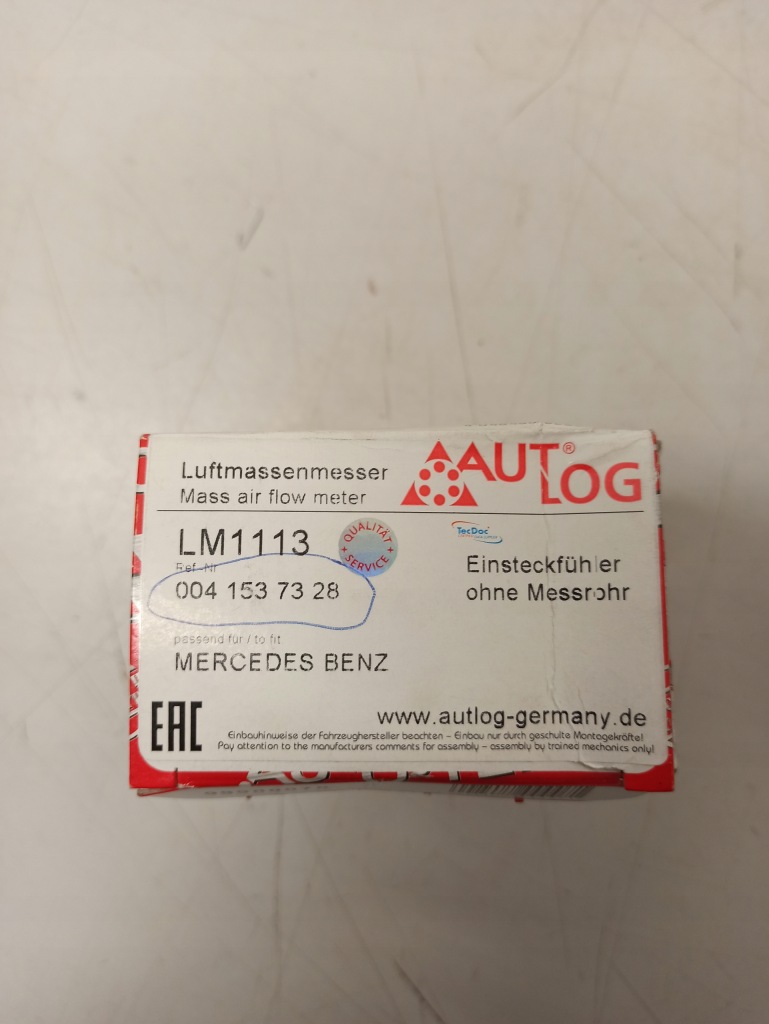 Luftmassenmesser
Mass air flow meter
AUTLOG®
LM1113
QUALITÄT
SERVICE
TecDoc
Ref.-Nr
004 153 73 28
Einsteckfühler
ohne Messrohr
passend für / to fit
MERCEDES BENZ
EAC
www.autlog-germany.de
Einbauhinweise der Fahrzeughersteller beachten – Einbau nur durch geschulte Montagekräfte!
Pay attention to the manufacturers comments for assembly – assembly by trained mechanics only!